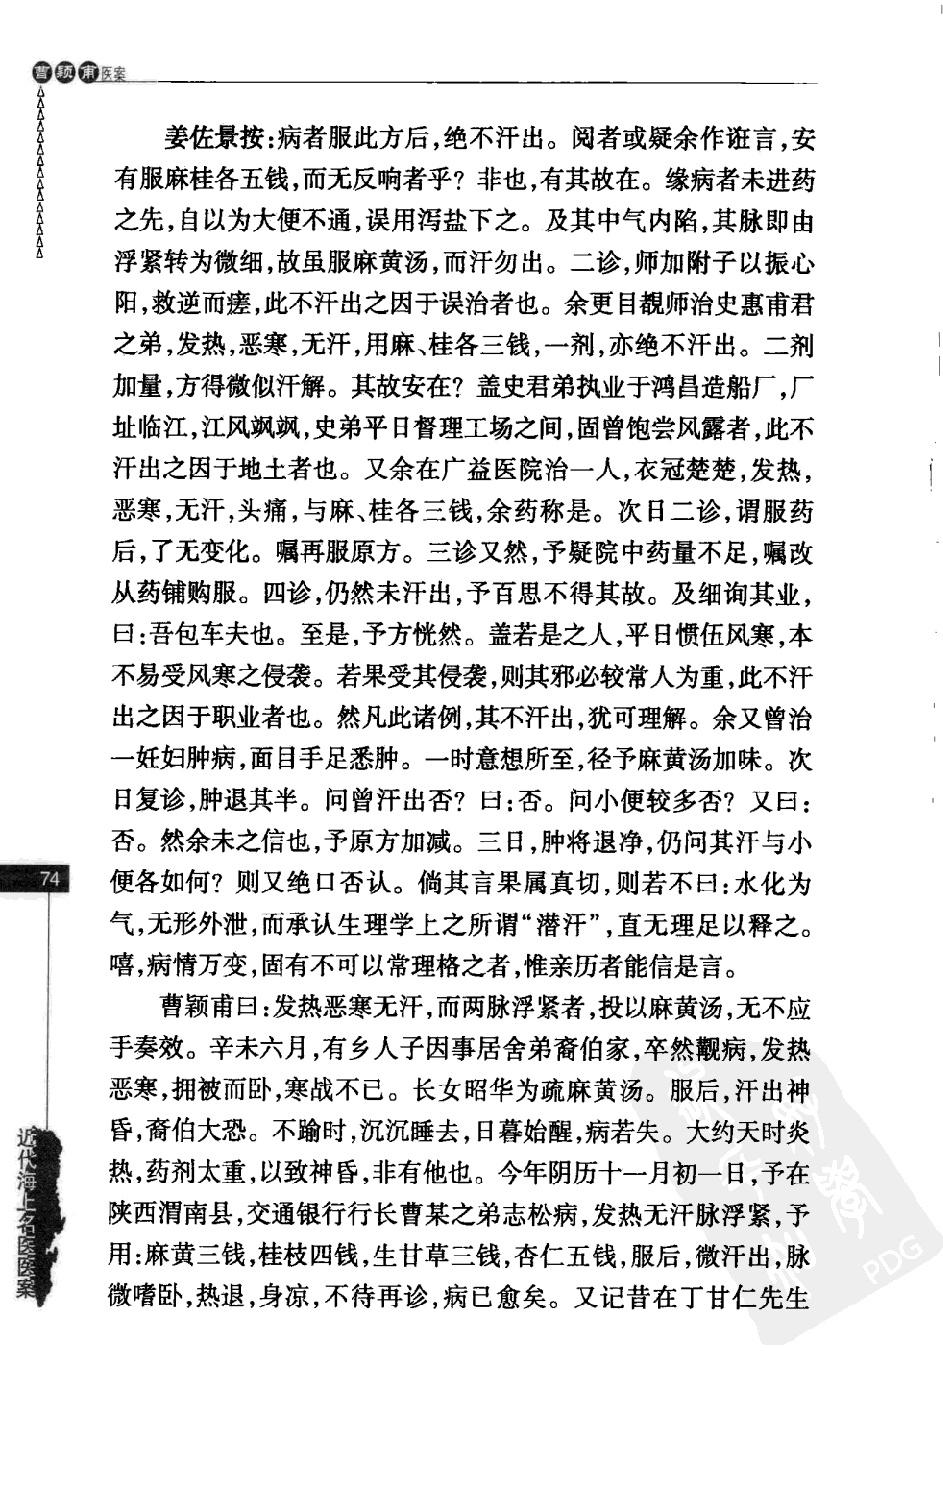 曹颖甫医案
姜佐景按:病者服此方后,绝不汗出。阅者或疑余作诳言,安
有服麻桂各五钱,而无反响者乎? 非也,有其故在。缘病者未进药
之先,自以为大便不通,误用泻盐下之。及其中气内陷,其脉即由
浮紧转为微细,故虽服麻黄汤,而汗勿出。二诊,师加附子以振心
阳,救逆而瘥,此不汗出之因于误治者也。余更目覩师治史惠甫君
之弟,发热,恶寒,无汗,用麻、桂各三钱,一剂,亦绝不汗出。二剂
加量,方得微似汗解。其故安在? 盖史君弟执业于鸿昌造船厂,厂
址临江,江风飒飒,史弟平日督理工场之间,固曾饱尝风露者,此不
汗出之因于地土者也。又余在广益医院治一人,衣冠楚楚,发热,
恶寒,无汗,头痛,与麻、桂各三钱,余药称是。次日二诊,谓服药
后,了无变化。嘱再服原方。三诊又然,予疑院中药量不足,嘱改
从药铺购服。四诊,仍然未汗出,予百思不得其故。及细询其业,
曰:吾包车夫也。至是,予方恍然。盖若是之人,平日惯伍风寒,本
不易受风寒之侵袭。若果受其侵袭,则其邪必较常人为重,此不汗
出之因于职业者也。然凡此诸例,其不汗出,犹可理解。余又曾治
一妊妇肿病,面目手足悉肿。一时意想所至,径予麻黄汤加味。次
日复诊,肿退其半。问曾汗出否? 曰:否。问小便较多否? 又曰:
否。然余未之信也,予原方加减。三日,肿将退净,仍问其汗与小
便各如何? 则又绝口否认。倘其言果属真切,则若不曰:水化为
气,无形外泄,而承认生理学上之所谓“潜汗”,直无理足以释之。
嘻,病情万变,固有不可以常理格之者,惟亲历者能信是言。
曹颖甫曰:发热恶寒无汗,而两脉浮紧者,投以麻黄汤,无不应
手奏效。辛未六月,有乡人子因事居舍弟裔伯家,卒然觏病,发热
恶寒,拥被而卧,寒战不已。长女昭华为疏麻黄汤。服后,汗出神
昏,裔伯大恐。不踰时,沉沉睡去,日暮始醒,病若失。大约天时炎
热,药剂太重,以致神昏,非有他也。今年阴历十一月初一日,予在
陕西渭南县,交通银行行长曹某之弟志松病,发热无汗脉浮紧,予
用:麻黄三钱,桂枝四钱,生甘草三钱,杏仁五钱,服后,微汗出,脉
微嗜卧,热退,身凉,不待再诊,病已愈矣。又记昔在丁甘仁先生
74
近代海上名医医案
PDG